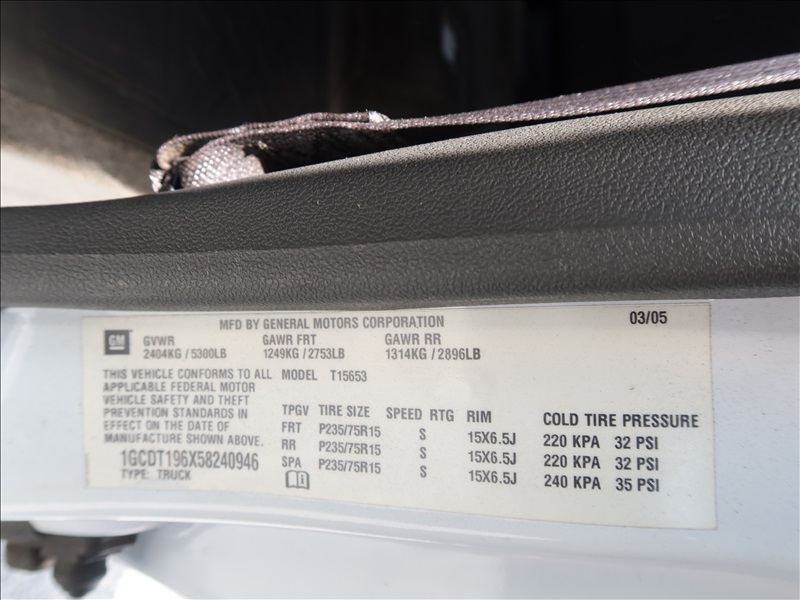 MFD BY GENERAL MOTORS CORPORATION 03/05
GM
GVWR GAWR FRT GAWR RR
2404KG / 5300LB 1249KG / 2753LB 1314KG / 2896LB
THIS VEHICLE CONFORMS TO ALL MODEL T15653
APPLICABLE FEDERAL MOTOR
VEHICLE SAFETY AND THEFT
PREVENTION STANDARDS IN
EFFECT ON THE DATE OF
MANUFACTURE SHOWN ABOVE.
1GCDT196X58240946
TYPE: TRUCK
TPGV TIRE SIZE SPEED RTG RIM COLD TIRE PRESSURE
FRT P235/75R15 S 15X6.5J 220 KPA 32 PSI
RR P235/75R15 S 15X6.5J 220 KPA 32 PSI
SPA P235/75R15 S 15X6.5J 240 KPA 35 PSI